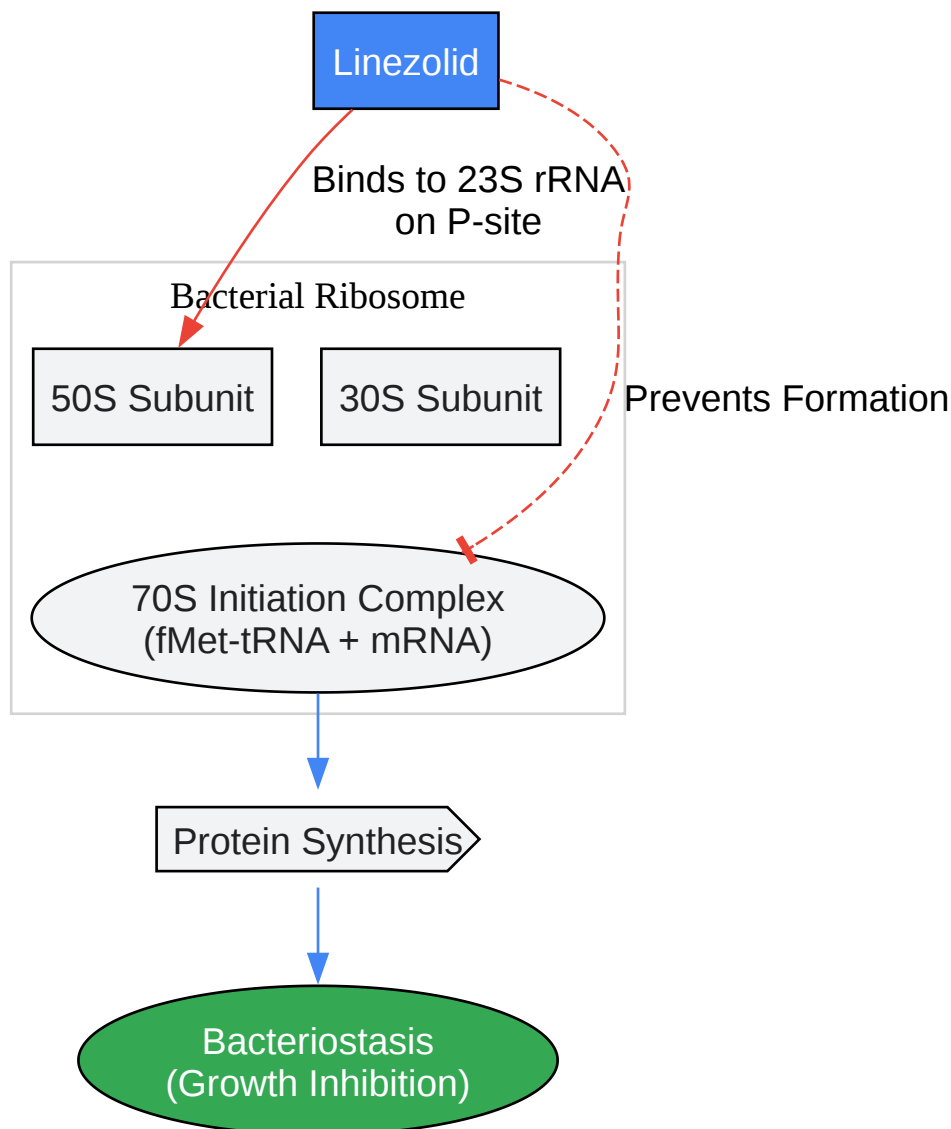 Linezolid
Binds to 23S rRNA
on P-site
Bacterial Ribosome
50S Subunit
30S Subunit
Prevents Formation
70S Initiation Complex
(fMet-tRNA + mRNA)
Protein Synthesis
Bacteriostasis
(Growth Inhibition)